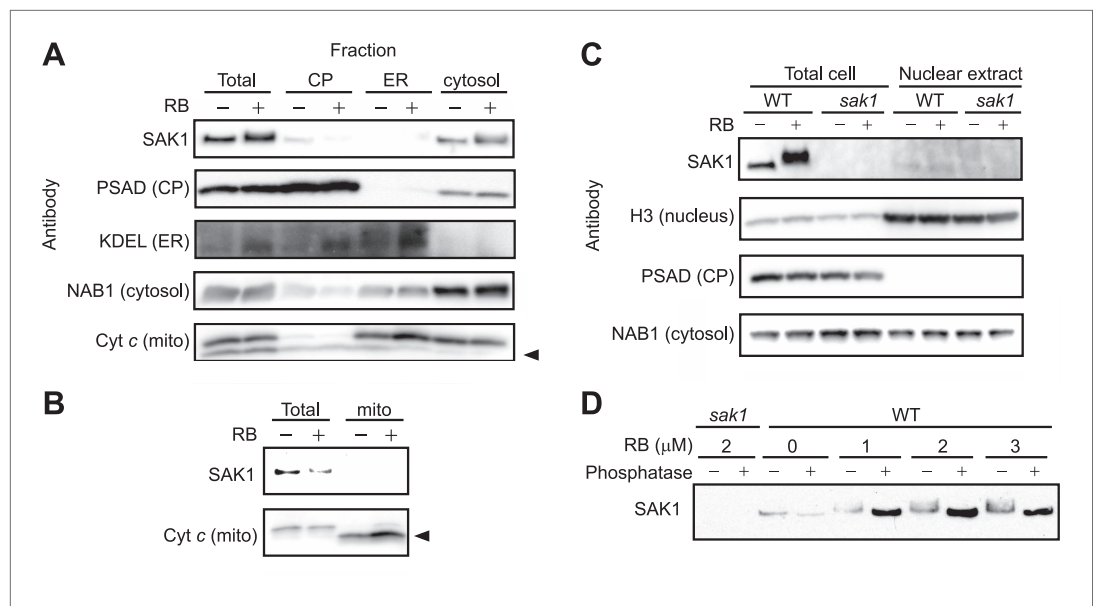 A
Fraction
Total CP ER cytosol
RB – + – + – + – +
SAK1
PSAD (CP)
KDEL (ER)
NAB1 (cytosol)
Cyt c (mito)
Antibody
B
Total mito
RB – + – +
SAK1
Cyt c (mito)
C
Total cell Nuclear extract
WT sak1 WT sak1
RB – + – + – + – +
SAK1
H3 (nucleus)
PSAD (CP)
NAB1 (cytosol)
Antibody
D
sak1 WT
RB (μM) 2 0 1 2 3
Phosphatase – + – + – + – + – +
SAK1